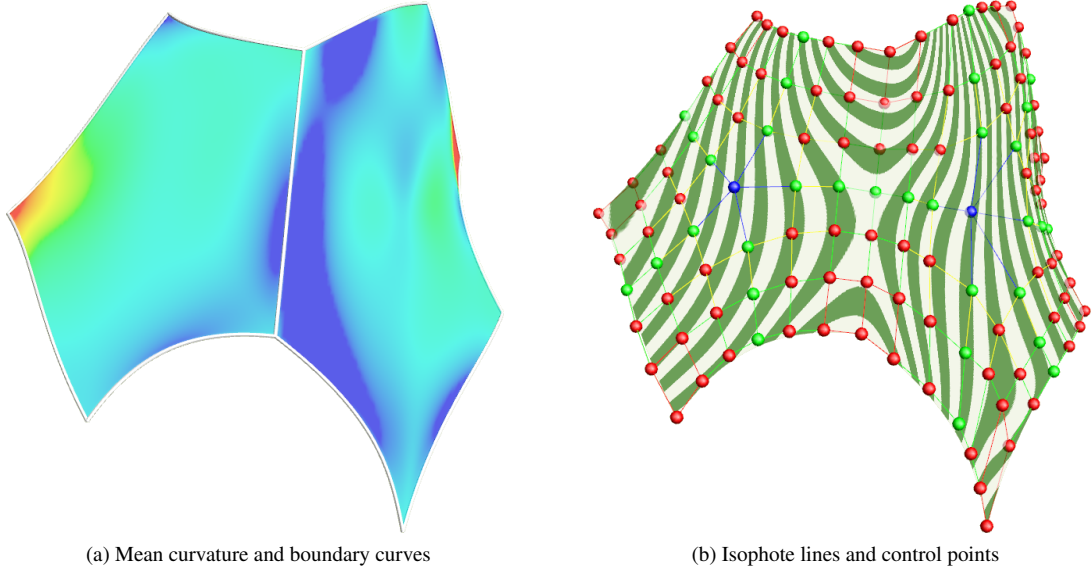 (a) Mean curvature and boundary curves
(b) Isophote lines and control points